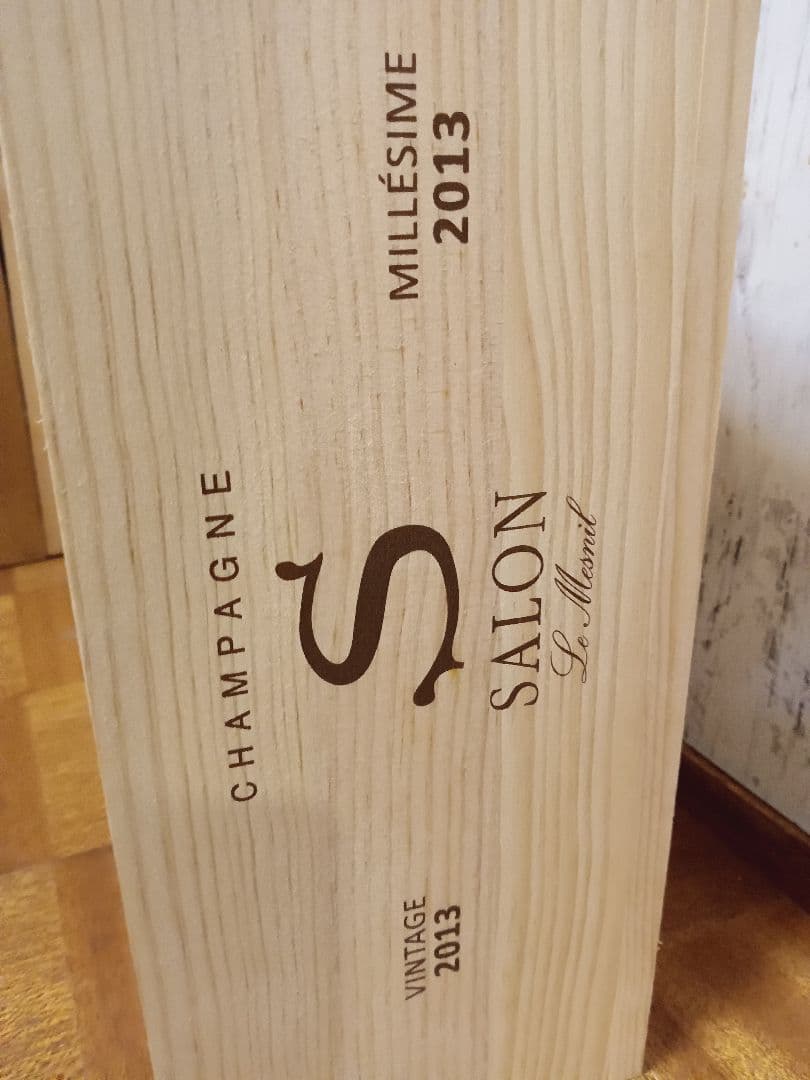 CHAMPAGNE
VINTAGE
2013
S
SALON
Le Mesnil
MILLÉSIME
2013